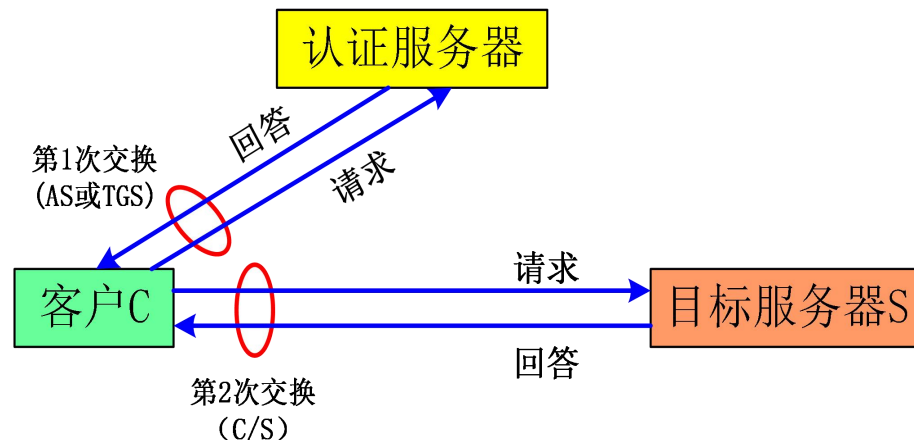 认证服务器
回答
请求
第1次交换
(AS或TGS)
客户C
请求
目标服务器S
回答
第2次交换
（C/S）